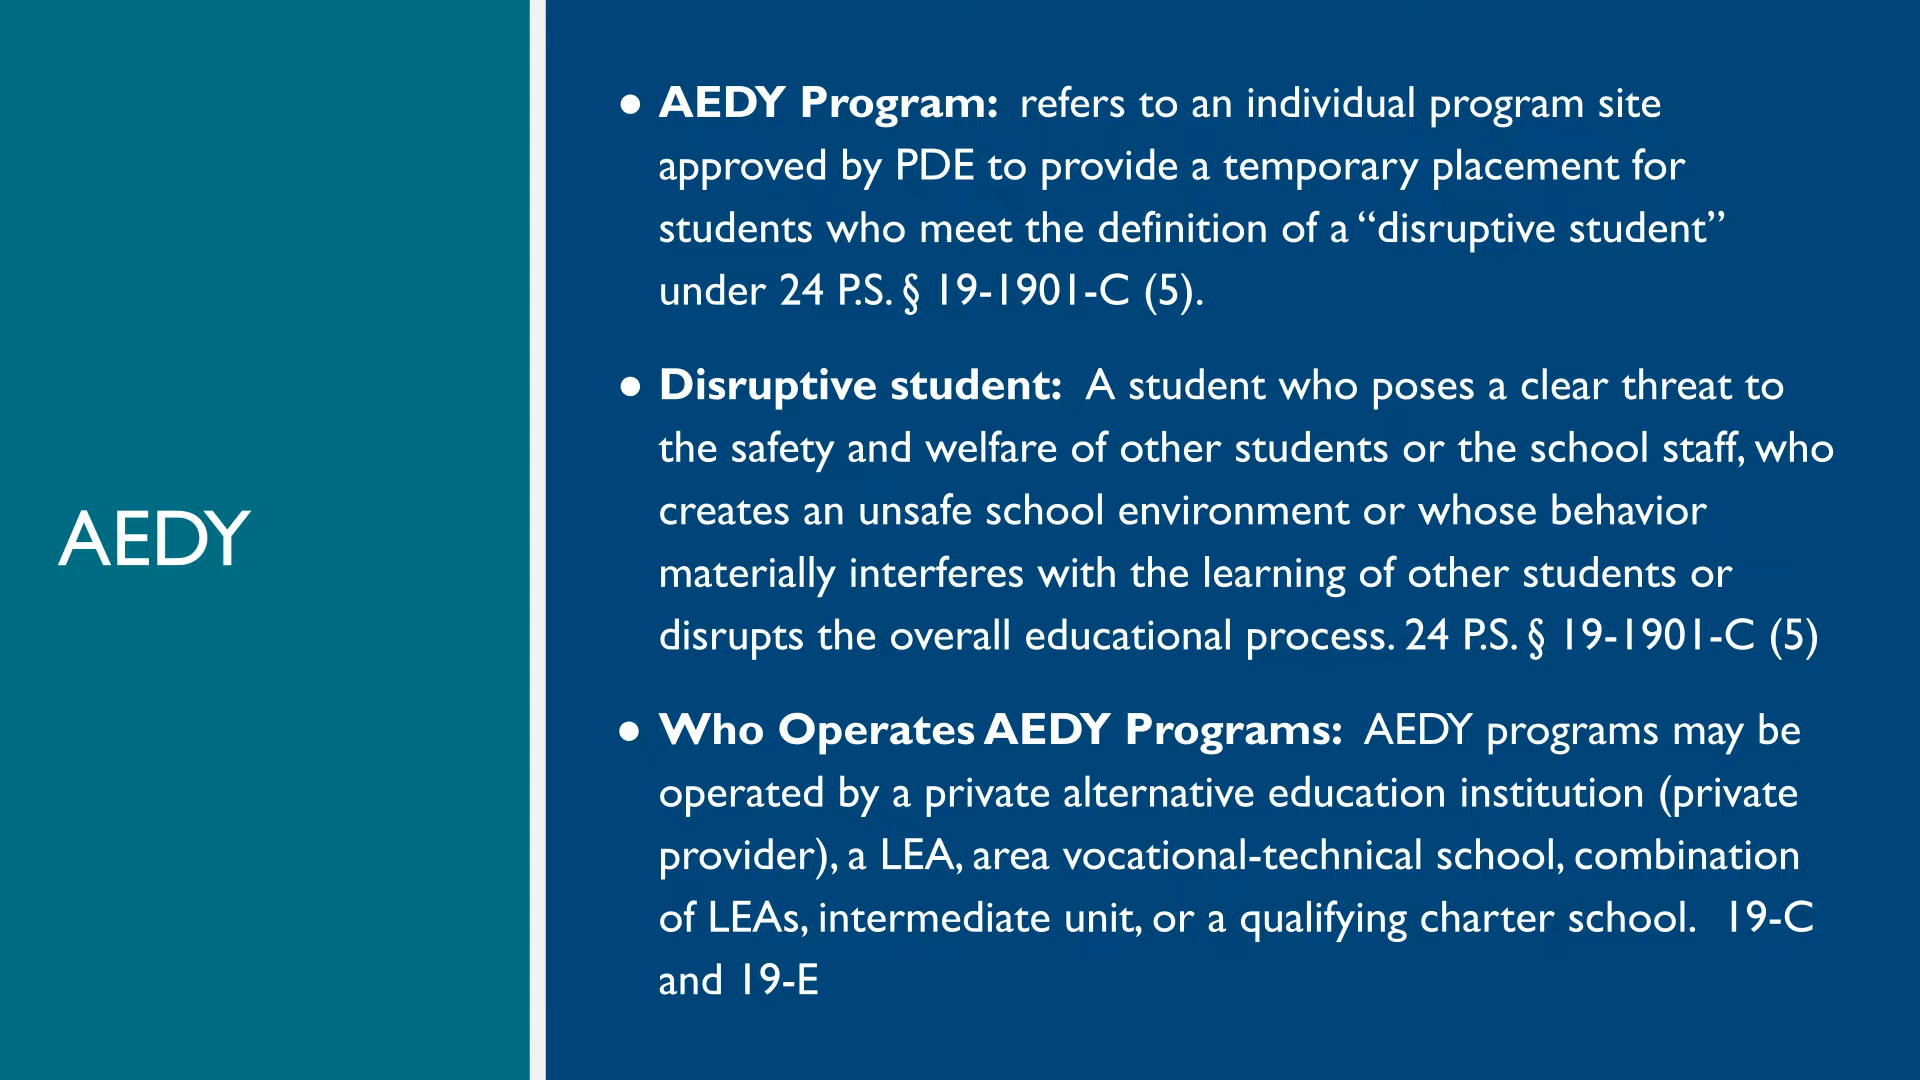 AEDY
● AEDY Program:  refers to an individual program site
approved by PDE to provide a temporary placement for
students who meet the definition of a “disruptive student”
under 24 P.S. § 19-1901-C (5).
● Disruptive student:  A student who poses a clear threat to
the safety and welfare of other students or the school staff, who
creates an unsafe school environment or whose behavior
materially interferes with the learning of other students or
disrupts the overall educational process. 24 P.S. § 19-1901-C (5)
● Who Operates AEDY Programs:  AEDY programs may be
operated by a private alternative education institution (private
provider), a LEA, area vocational-technical school, combination
of LEAs, intermediate unit, or a qualifying charter school.  19-C
and 19-E